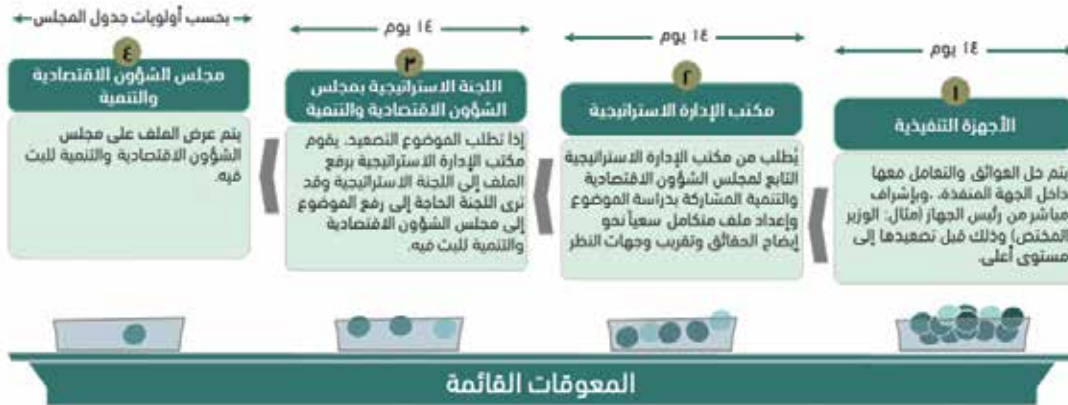 ١٤ يوم
١
الأجهزة التنفيذية
يتم حل العوائق والتعامل معها
داخل الجهة المنفذة، وبإشراف
مباشر من رئيس الجهاز (مثال: الوزير
المختص) وذلك قبل تصعيدها إلى
مستوى أعلى.
١٤ يوم
٢
مكتب الإدارة الاستراتيجية
يُطلب من مكتب الإدارة الاستراتيجية
التابع لمجلس الشؤون الاقتصادية
والتنمية المشاركة بدراسة الموضوع
وإعداد ملف متكامل سعياً نحو
إيضاح الحقائق وتقريب وجهات النظر
١٤ يوم
٣
اللجنة الاستراتيجية بمجلس
الشؤون الاقتصادية والتنمية
إذا تطلب الموضوع التصعيد، يقوم
مكتب الإدارة الاستراتيجية برفع
الملف إلى اللجنة الاستراتيجية وقد
ترى اللجنة الحاجة إلى رفع الموضوع
إلى مجلس الشؤون الاقتصادية
والتنمية للبت فيه.
بحسب أولويات جدول المجلس
٤
مجلس الشؤون الاقتصادية
والتنمية
يتم عرض الملف على مجلس
الشؤون الاقتصادية والتنمية للبت
فيه.
المعوقات القائمة